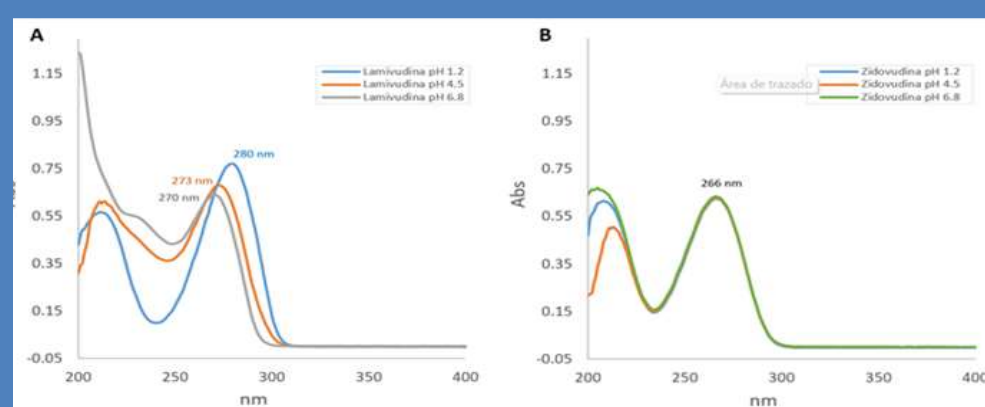 A
1.15
0.95
0.75
0.55
0.35
0.15
-0.05
200
250
300
350
400
nm
Lamivudina pH 1.2
Lamivudina pH 4.5
Lamivudina pH 6.8
280 nm
273 nm
270 nm
B
Abs
1.15
0.95
0.75
0.55
0.35
0.15
-0.05
200
250
300
350
400
nm
Zidovudina pH 1.2
Área de trazado
Zidovudina pH 4.5
Zidovudina pH 6.8
266 nm